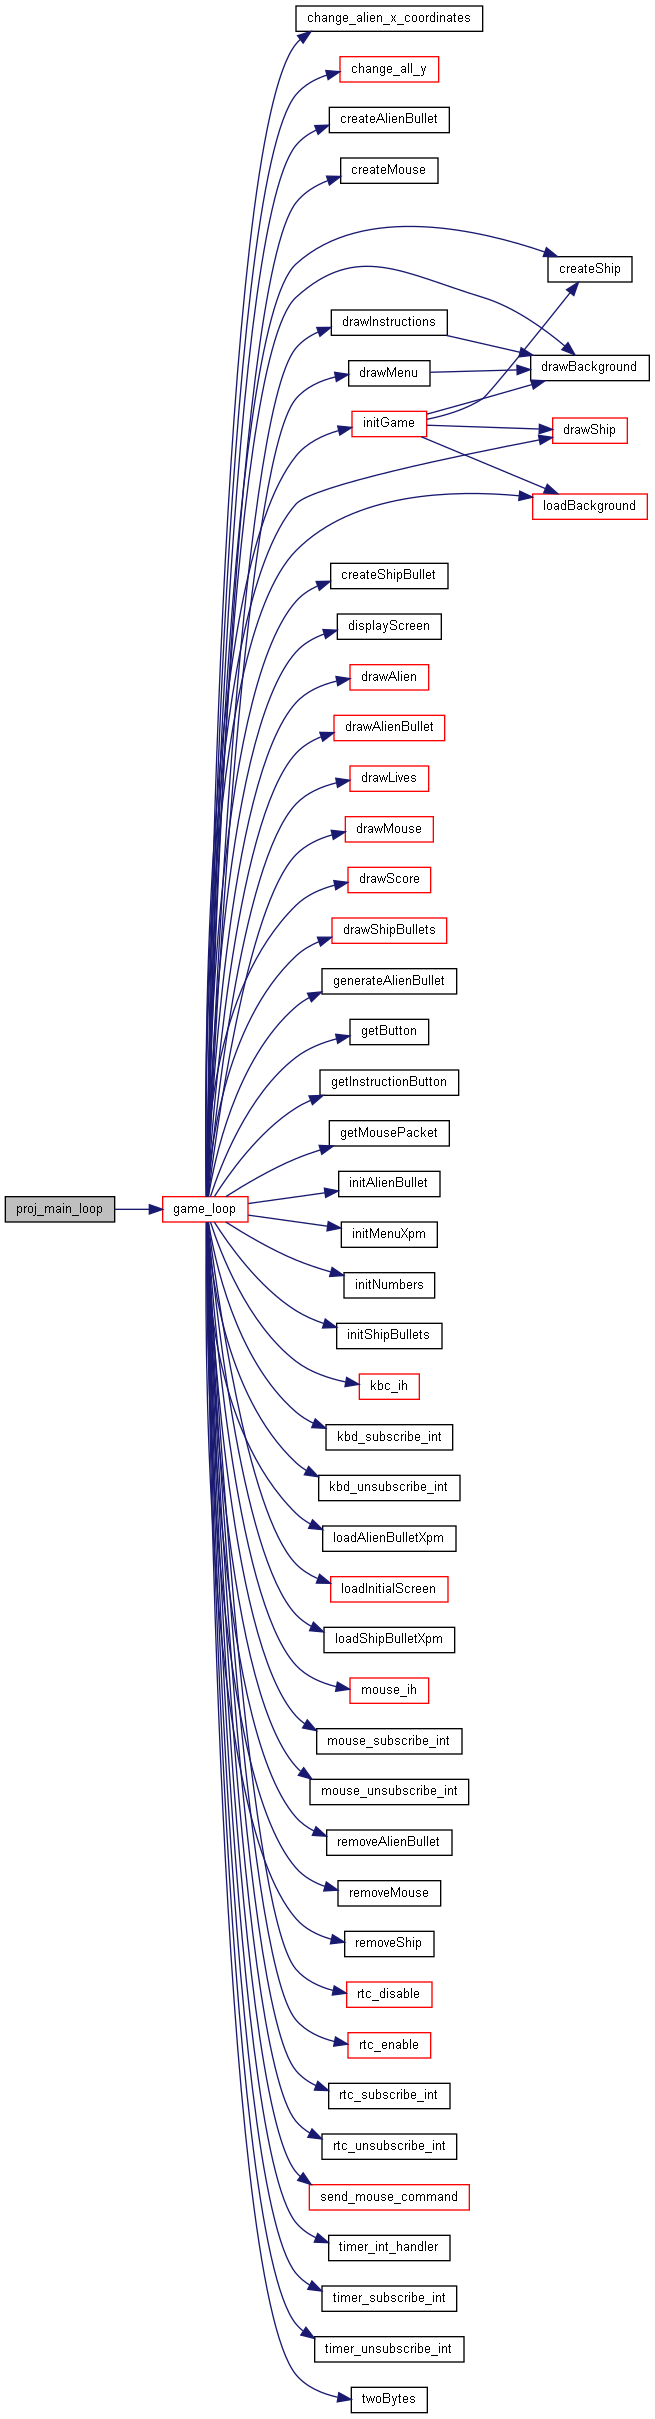 change_alien_x_coordinates
change_all_y
createAlienBullet
createMouse
createShip
drawInstructions
drawBackground
drawMenu
initGame
drawShip
loadBackground
createShipBullet
displayScreen
drawAlien
drawAlienBullet
drawLives
drawMouse
drawScore
drawShipBullets
generateAlienBullet
getButton
getInstructionButton
getMousePacket
initAlienBullet
proj_main_loop
game_loop
initMenuXpm
initNumbers
initShipBullets
kbc_ih
kbd_subscribe_int
kbd_unsubscribe_int
loadAlienBulletXpm
loadInitialScreen
loadShipBulletXpm
mouse_ih
mouse_subscribe_int
mouse_unsubscribe_int
removeAlienBullet
removeMouse
removeShip
rtc_disable
rtc_enable
rtc_subscribe_int
rtc_unsubscribe_int
send_mouse_command
timer_int_handler
timer_subscribe_int
timer_unsubscribe_int
twoBytes